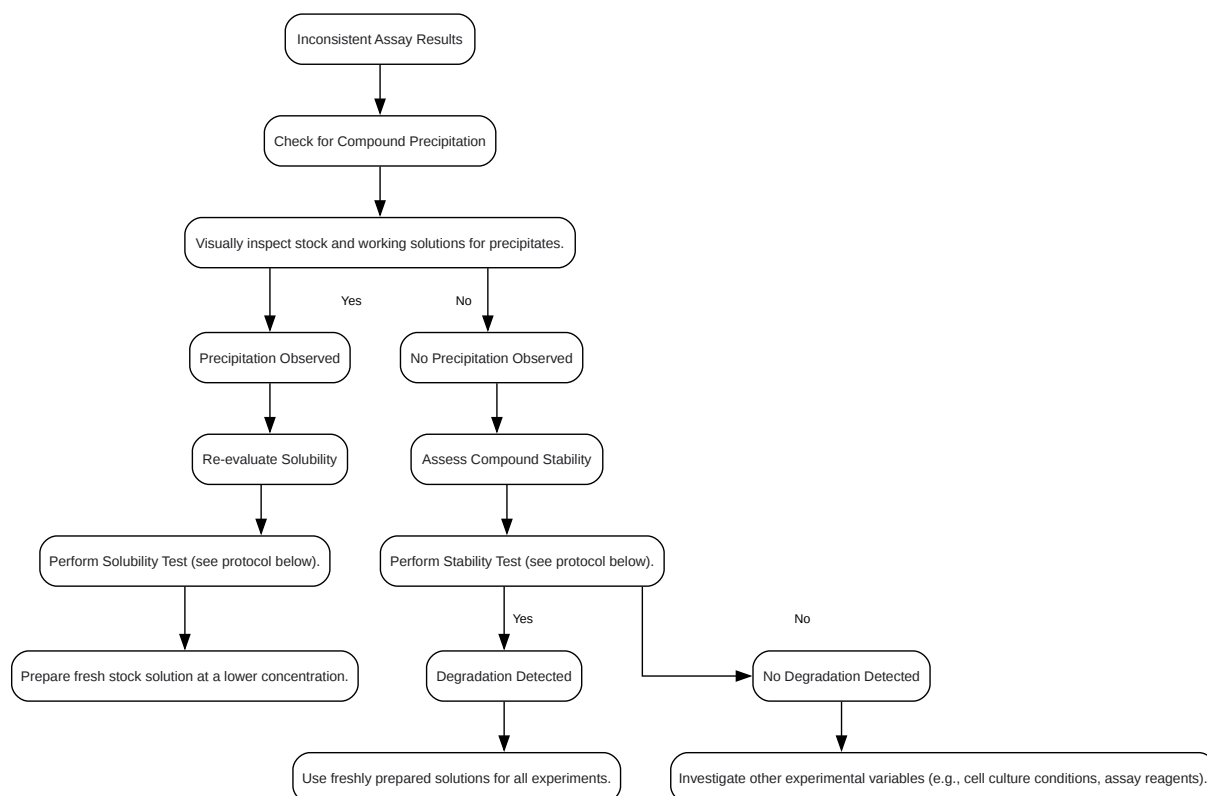 Inconsistent Assay Results
Check for Compound Precipitation
Visually inspect stock and working solutions for precipitates.
Yes
No
Precipitation Observed
No Precipitation Observed
Re-evaluate Solubility
Assess Compound Stability
Perform Solubility Test (see protocol below).
Perform Stability Test (see protocol below).
Yes
No
Prepare fresh stock solution at a lower concentration.
Degradation Detected
No Degradation Detected
Use freshly prepared solutions for all experiments.
Investigate other experimental variables (e.g., cell culture conditions, assay reagents).